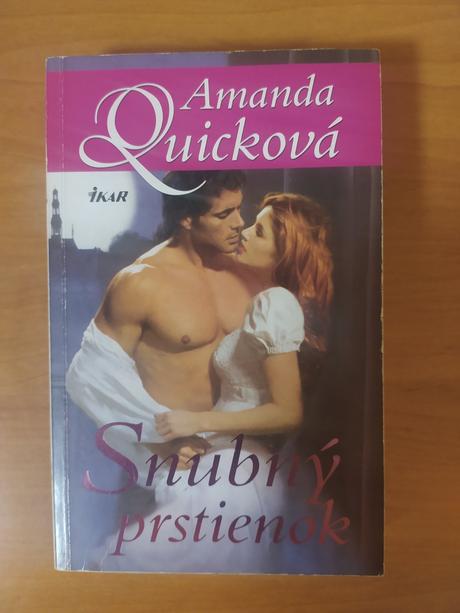 Amanda
Quicková
IKAR
Snubný
prstienok